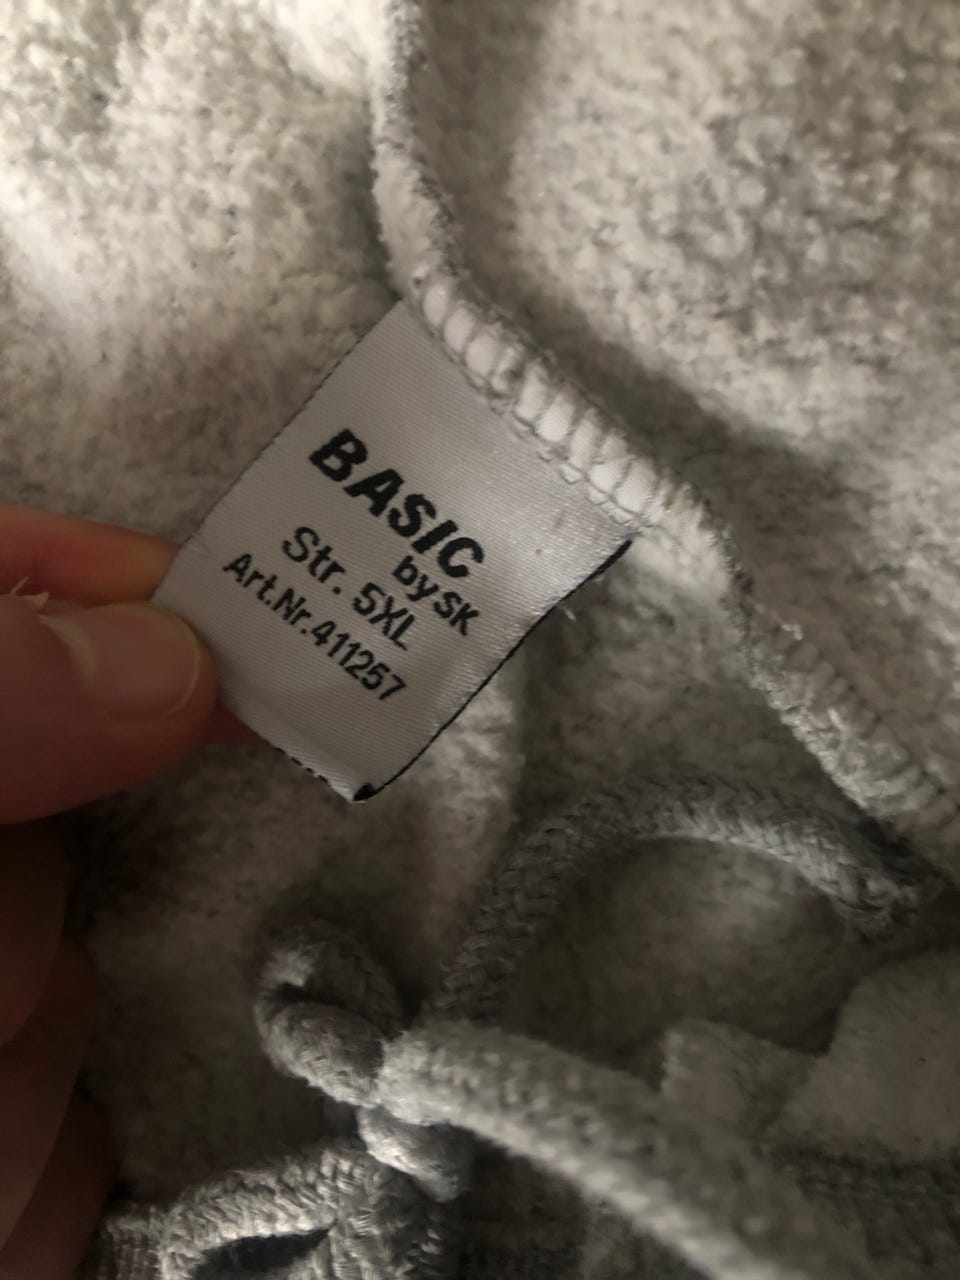 BASIC
by SK
Str. 5XL
Art.Nr.411257